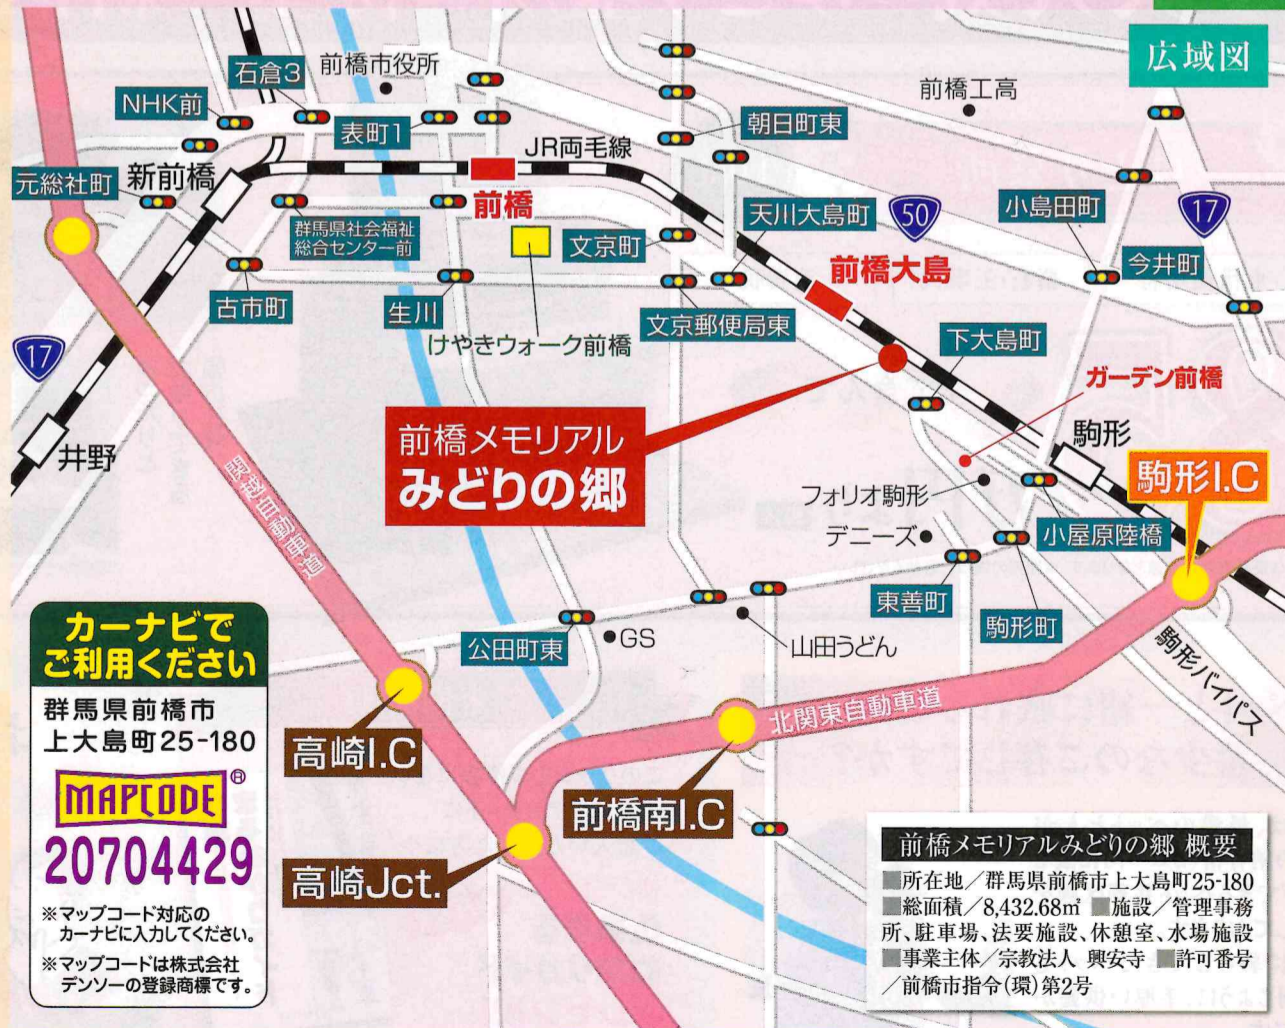 広域図
石倉3
前橋市役所
NHK前
表町1
前橋工高
朝日町東
JR両毛線
元総社町
新前橋
前橋
群馬県社会福祉
総合センター前
文京町
天川大島町
50
小島田町
17
今井町
前橋大島
古市町
生川
けやきウォーク前橋
文京郵便局東
下大島町
17
ガーデン前橋
井野
前橋メモリアル
みどりの郷
駒形
駒形I.C
関越自動車道
フォリオ駒形
デニーズ
小屋原陸橋
東善町
駒形町
公田町東
GS
山田うどん
駒形バイパス
北関東自動車道
高崎I.C
前橋南I.C
高崎Jct.
カーナビで
ご利用ください
群馬県前橋市
上大島町25-180
MAPCODE®
20704429
※マップコード対応の
カーナビに入力してください。
※マップコードは株式会社
デンソーの登録商標です。
前橋メモリアルみどりの郷 概要
■所在地／群馬県前橋市上大島町25-180
■総面積／8,432.68㎡ ■施設／管理事務
所、駐車場、法要施設、休憩室、水場施設
■事業主体／宗教法人 興安寺 ■許可番号
／前橋市指令(環)第2号